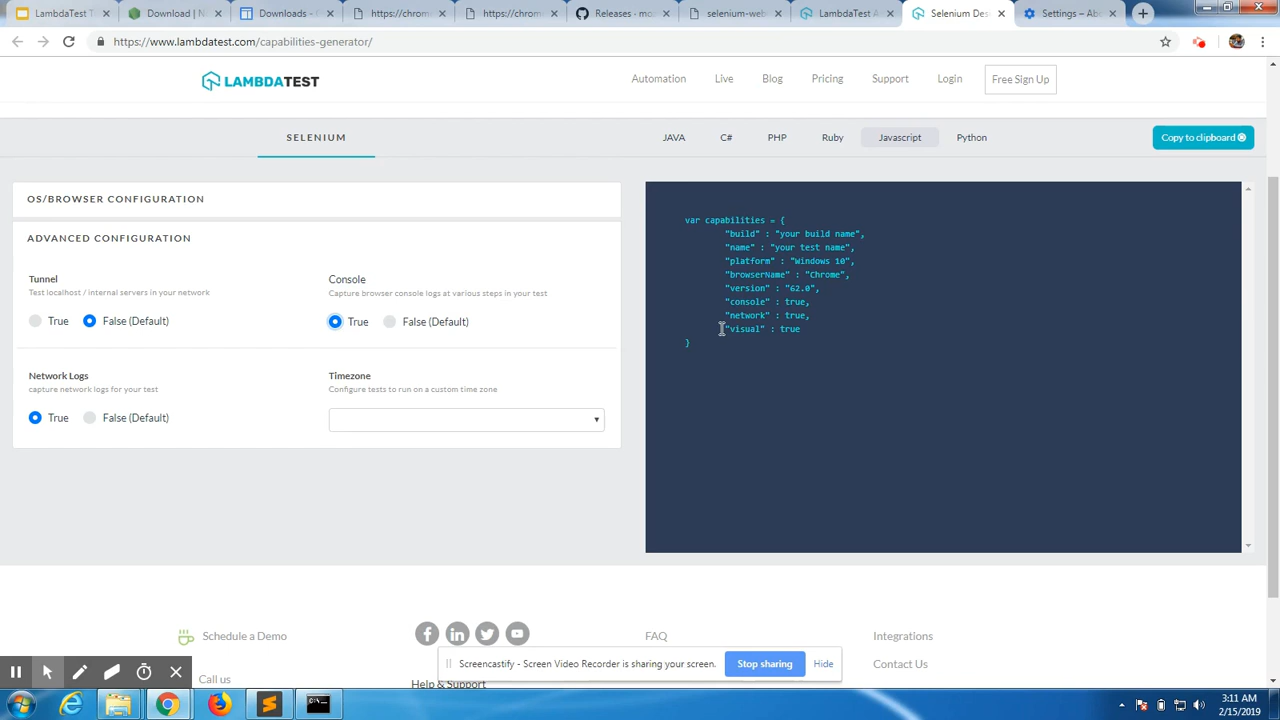 LambdaTest T
Download | N
Downloads - G
https://chrom
https://chrom
Releases - mo
selenium-web
LambdaTest A
Selenium Des
Settings – Ab
https://www.lambdatest.com/capabilities-generator/
LAMBDATEST
Automation
Live
Blog
Pricing
Support
Login
Free Sign Up
SELENIUM
JAVA
C#
PHP
Ruby
Javascript
Python
Copy to clipboard
OS/BROWSER CONFIGURATION
ADVANCED CONFIGURATION
Tunnel
Test localhost / internal servers in your network
True
False (Default)
Console
Capture browser console logs at various steps in your test
True
False (Default)
Network Logs
capture network logs for your test
True
False (Default)
Timezone
Configure tests to run on a custom time zone
var capabilities = {
"build" : "your build name",
"name" : "your test name",
"platform" : "Windows 10",
"browserName" : "Chrome",
"version" : "62.0",
"console" : true,
"network" : true,
"visual" : true
}
Schedule a Demo
FAQ
Integrations
Call us
Help & Support
Contact Us
Screencastify - Screen Video Recorder is sharing your screen.
Stop sharing
Hide
3:11 AM
2/15/2019